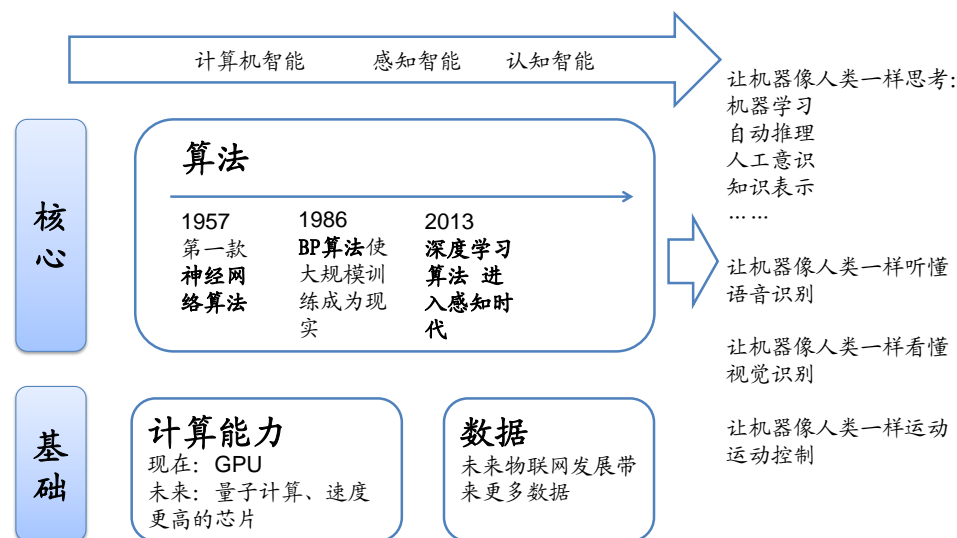 计算机智能 感知智能 认知智能
核
心
算法
1957
第一款
神经网
络算法
1986
BP算法使
大规模训
练成为现
实
2013
深度学习
算法 进
入感知时
代
让机器像人类一样思考：
机器学习
自动推理
人工意识
知识表示
……
让机器像人类一样听懂
语音识别
让机器像人类一样看懂
视觉识别
让机器像人类一样运动
运动控制
基
础
计算能力
现在：GPU
未来：量子计算、速度
更高的芯片
数据
未来物联网发展带
来更多数据